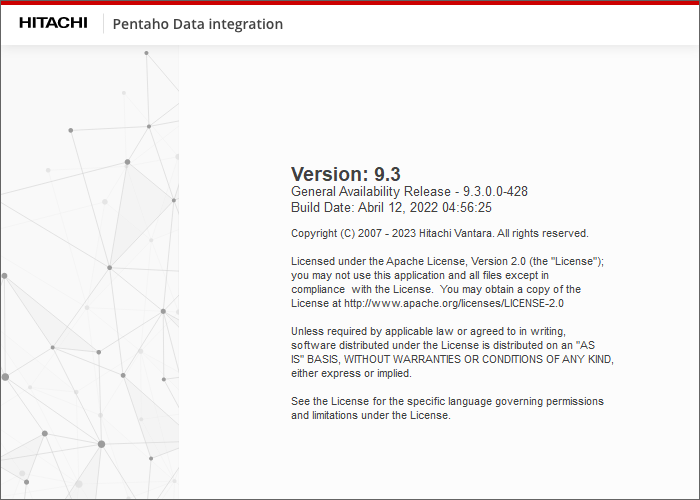 HITACHI Pentaho Data integration
Version: 9.3
General Availability Release - 9.3.0.0-428
Build Date: Abril 12, 2022 04:56:25
Copyright (C) 2007 - 2023 Hitachi Vantara. All rights reserved.
Licensed under the Apache License, Version 2.0 (the "License");
you may not use this application and all files except in
compliance  with the License.  You may obtain a copy of the
License at http://www.apache.org/licenses/LICENSE-2.0
Unless required by applicable law or agreed to in writing,
software distributed under the License is distributed on an "AS
IS" BASIS, WITHOUT WARRANTIES OR CONDITIONS OF ANY KIND,
either express or implied.
See the License for the specific language governing permissions
and limitations under the License.